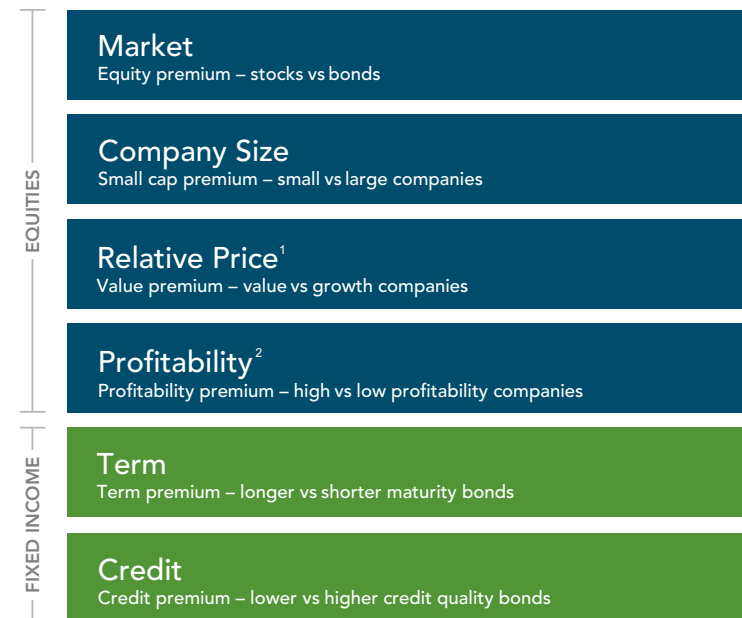 EQUITIES
Market
Equity premium – stocks vs bonds
Company Size
Small cap premium – small vs large companies
Relative Price¹
Value premium – value vs growth companies
Profitability²
Profitability premium – high vs low profitability companies
FIXED INCOME
Term
Term premium – longer vs shorter maturity bonds
Credit
Credit premium – lower vs higher credit quality bonds